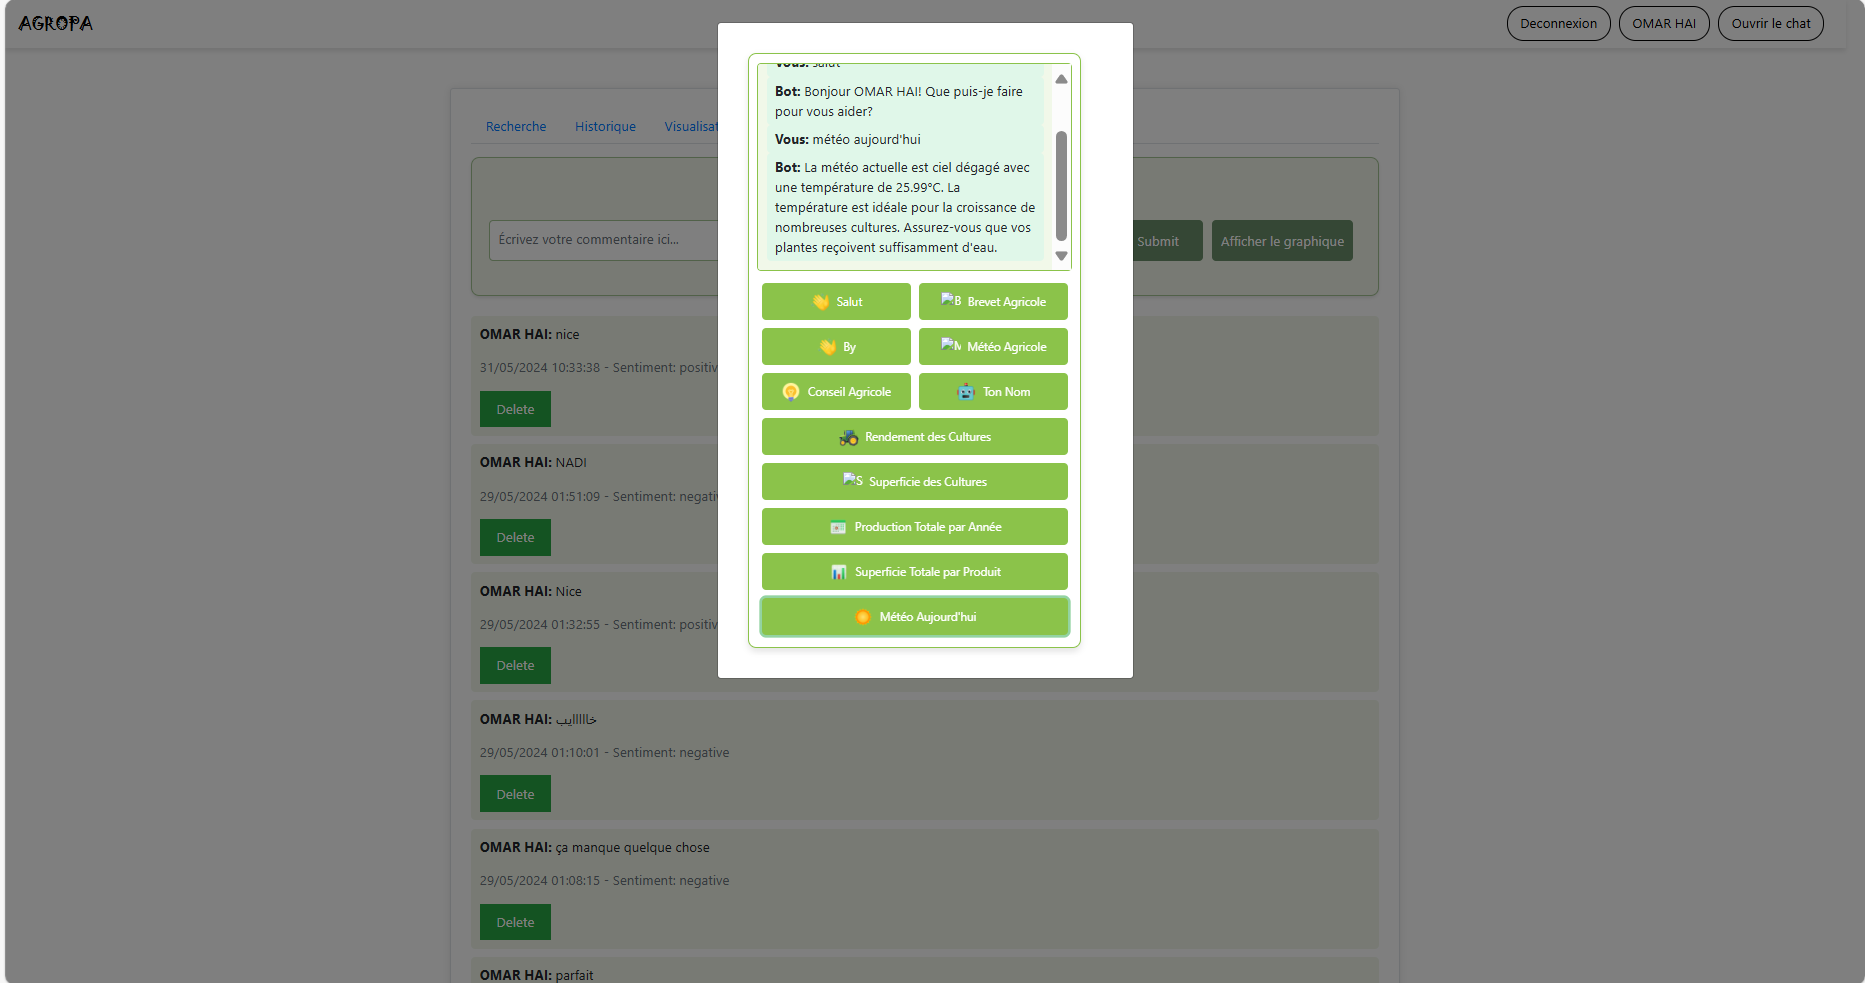 AGROPA
Deconnexion
OMAR HAI
Ouvrir le chat
Recherche
Historique
Visualisat
Écrivez votre commentaire ici...
Submit
Afficher le graphique
OMAR HAI: nice
31/05/2024 10:33:38 - Sentiment: positiv
Delete
OMAR HAI: NADI
29/05/2024 01:51:09 - Sentiment: negati
Delete
OMAR HAI: Nice
29/05/2024 01:32:55 - Sentiment: positiv
Delete
OMAR HAI: خااااايب
29/05/2024 01:10:01 - Sentiment: negative
Delete
OMAR HAI: ça manque quelque chose
29/05/2024 01:08:15 - Sentiment: negative
Delete
OMAR HAI: parfait
Vous: salut
Bot: Bonjour OMAR HAI! Que puis-je faire
pour vous aider?
Vous: météo aujourd'hui
Bot: La météo actuelle est ciel dégagé avec
une température de 25.99°C. La
température est idéale pour la croissance de
nombreuses cultures. Assurez-vous que vos
plantes reçoivent suffisamment d'eau.
Salut
B Brevet Agricole
By
M Météo Agricole
Conseil Agricole
Ton Nom
Rendement des Cultures
S Superficie des Cultures
Production Totale par Année
Superficie Totale par Produit
Météo Aujourd'hui